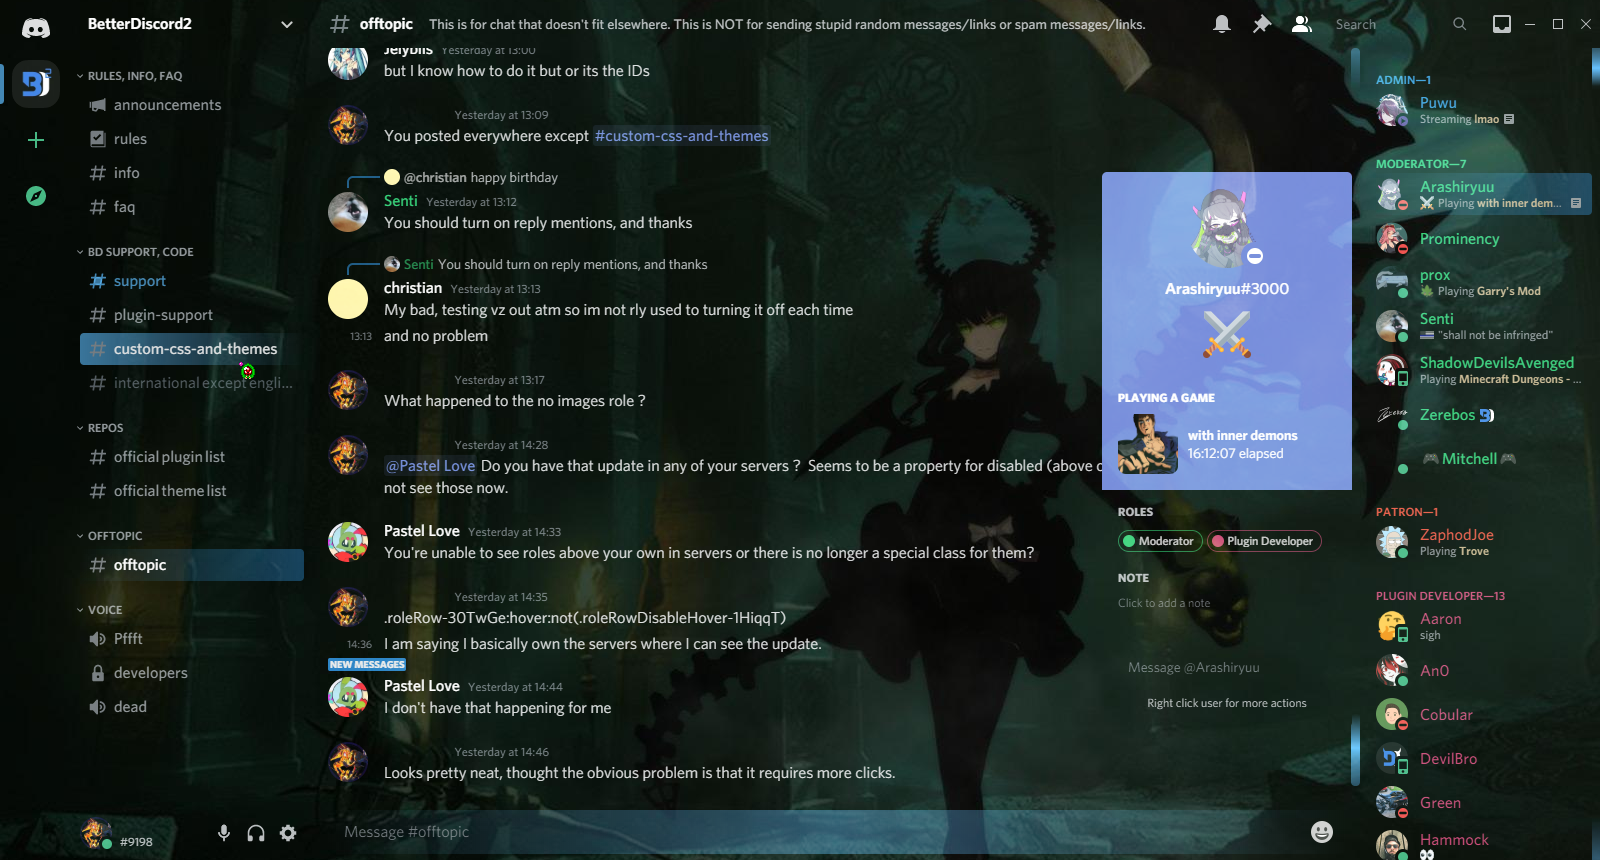 BetterDiscord2
RULES, INFO, FAQ
announcements
rules
info
faq
BD SUPPORT, CODE
support
plugin-support
custom-css-and-themes
international except engli...
REPOS
official plugin list
official theme list
OFFTOPIC
offtopic
VOICE
Pffft
developers
dead
#9198
offtopic This is for chat that doesn't fit elsewhere. This is NOT for sending stupid random messages/links or spam messages/links.
Search
Jelybils Yesterday at 13:00
but I know how to do it but or its the IDs
Yesterday at 13:09
You posted everywhere except #custom-css-and-themes
@christian happy birthday
Senti Yesterday at 13:12
You should turn on reply mentions, and thanks
Senti You should turn on reply mentions, and thanks
christian Yesterday at 13:13
My bad, testing vz out atm so im not rly used to turning it off each time
13:13 and no problem
Yesterday at 13:17
What happened to the no images role ?
Yesterday at 14:28
@Pastel Love Do you have that update in any of your servers ? Seems to be a property for disabled (above
not see those now.
Pastel Love Yesterday at 14:33
You're unable to see roles above your own in servers or there is no longer a special class for them?
Yesterday at 14:35
.roleRow-30TwGe:hover:not(.roleRowDisableHover-1HiqqT)
14:36 I am saying I basically own the servers where I can see the update.
NEW MESSAGES
Pastel Love Yesterday at 14:44
I don't have that happening for me
Yesterday at 14:46
Looks pretty neat, thought the obvious problem is that it requires more clicks.
Message #offtopic
Arashiryuu#3000
PLAYING A GAME
with inner demons
16:12:07 elapsed
ROLES
Moderator Plugin Developer
NOTE
Click to add a note
Message @Arashiryuu
Right click user for more actions
ADMIN—1
Puwu
Streaming lmao
MODERATOR—7
Arashiryuu
Playing with inner dem...
Prominency
prox
Playing Garry's Mod
Senti
"shall not be infringed"
ShadowDevilsAvenged
Playing Minecraft Dungeons - ...
Zerebos
Mitchell
PATRON—1
ZaphodJoe
Playing Trove
PLUGIN DEVELOPER—13
Aaron
sigh
An0
Cobular
DevilBro
Green
Hammock